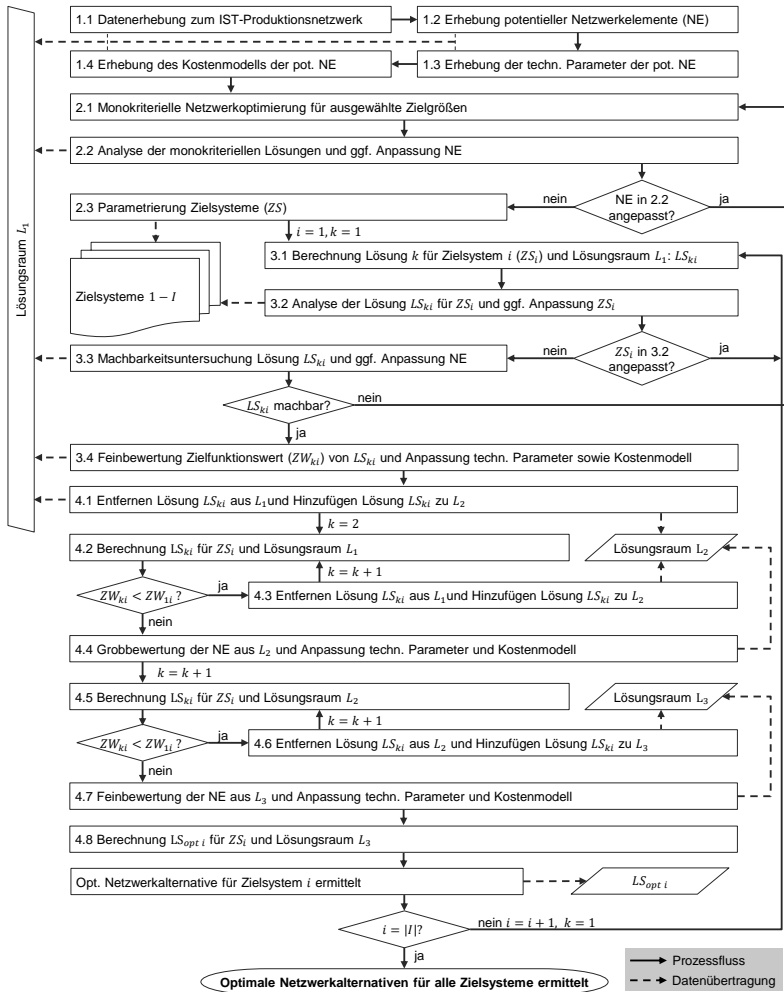 1.1 Datenerhebung zum IST-Produktionsnetzwerk
1.2 Erhebung potentieller Netzwerkelemente (NE)
1.4 Erhebung des Kostenmodells der pot. NE
1.3 Erhebung der techn. Parameter der pot. NE
2.1 Monokriterielle Netzwerkoptimierung für ausgewählte Zielgrößen
2.2 Analyse der monokriteriellen Lösungen und ggf. Anpassung NE
NE in 2.2
angepasst?
nein
ja
2.3 Parametrierung Zielsysteme (ZS)
i = 1, k = 1
Lösungsraum L₁
3.1 Berechnung Lösung k für Zielsystem i (ZSᵢ) und Lösungsraum L₁: LSₖᵢ
Zielsysteme 1 − I
3.2 Analyse der Lösung LSₖᵢ für ZSᵢ und ggf. Anpassung ZSᵢ
ZSᵢ in 3.2
angepasst?
nein
ja
3.3 Machbarkeitsuntersuchung Lösung LSₖᵢ und ggf. Anpassung NE
LSₖᵢ machbar?
nein
ja
3.4 Feinbewertung Zielfunktionswert (ZWₖᵢ) von LSₖᵢ und Anpassung techn. Parameter sowie Kostenmodell
4.1 Entfernen Lösung LSₖᵢ aus L₁und Hinzufügen Lösung LSₖᵢ zu L₂
k = 2
4.2 Berechnung LSₖᵢ für ZSᵢ und Lösungsraum L₁
Lösungsraum L₂
k = k + 1
ZWₖᵢ < ZW₁ᵢ ?
ja
4.3 Entfernen Lösung LSₖᵢ aus L₁und Hinzufügen Lösung LSₖᵢ zu L₂
nein
4.4 Grobbewertung der NE aus L₂ und Anpassung techn. Parameter und Kostenmodell
k = k + 1
4.5 Berechnung LSₖᵢ für ZSᵢ und Lösungsraum L₂
Lösungsraum L₃
k = k + 1
ZWₖᵢ < ZW₁ᵢ ?
ja
4.6 Entfernen Lösung LSₖᵢ aus L₂ und Hinzufügen Lösung LSₖᵢ zu L₃
nein
4.7 Feinbewertung der NE aus L₃ und Anpassung techn. Parameter und Kostenmodell
4.8 Berechnung LSₒₚₜ ᵢ für ZSᵢ und Lösungsraum L₃
Opt. Netzwerkalternative für Zielsystem i ermittelt
LSₒₚₜ ᵢ
i = |I|?
nein i = i + 1, k = 1
ja
Optimale Netzwerkalternativen für alle Zielsysteme ermittelt
Prozessfluss
Datenübertragung